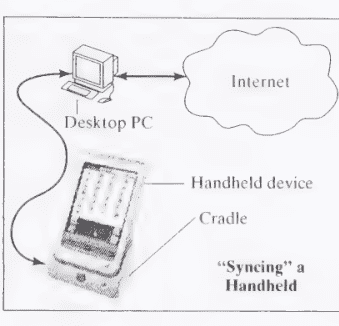 Internet
Desktop PC
Handheld device
Cradle
“Syncing” a
Handheld